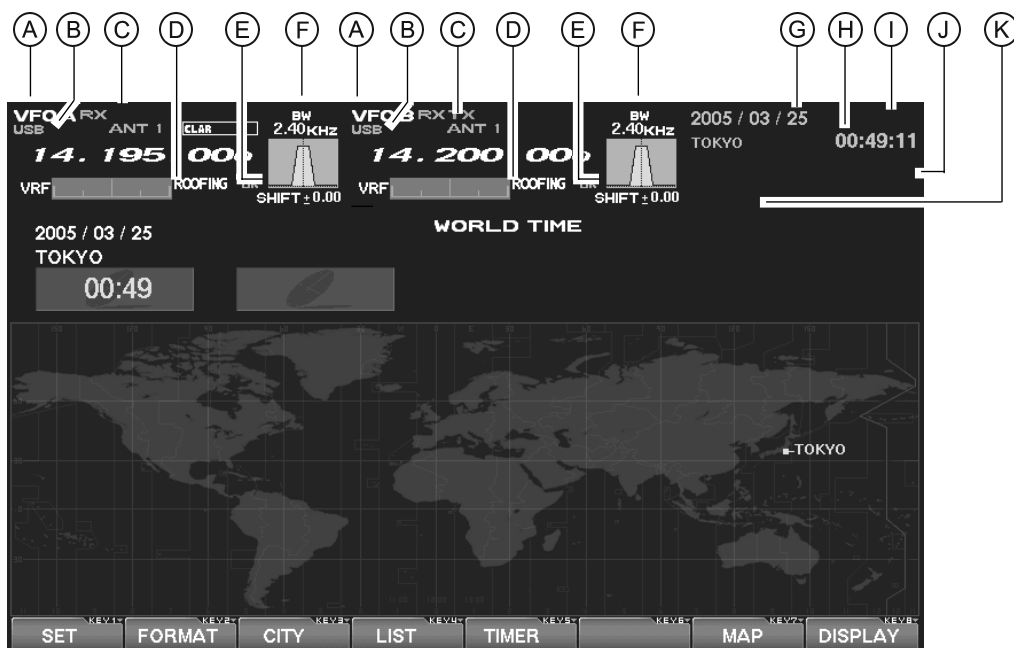 A B C D E F A B C D E F G H I J K
VFO A RX
USB
ANT 1
CLAR
14. 195 000
VRF
ROOFING
BW
2.40KHz
SHIFT ± 0.00
VFO B RX TX
USB
ANT 1
14. 200 000
VRF
ROOFING
BW
2.40KHz
SHIFT ± 0.00
2005 / 03 / 25
TOKYO
00:49:11
WORLD TIME
2005 / 03 / 25
TOKYO
00:49
TOKYO
KEY1 KEY2 KEY3 KEY4 KEY5 KEY6 KEY7 KEY8
SET FORMAT CITY LIST TIMER MAP DISPLAY